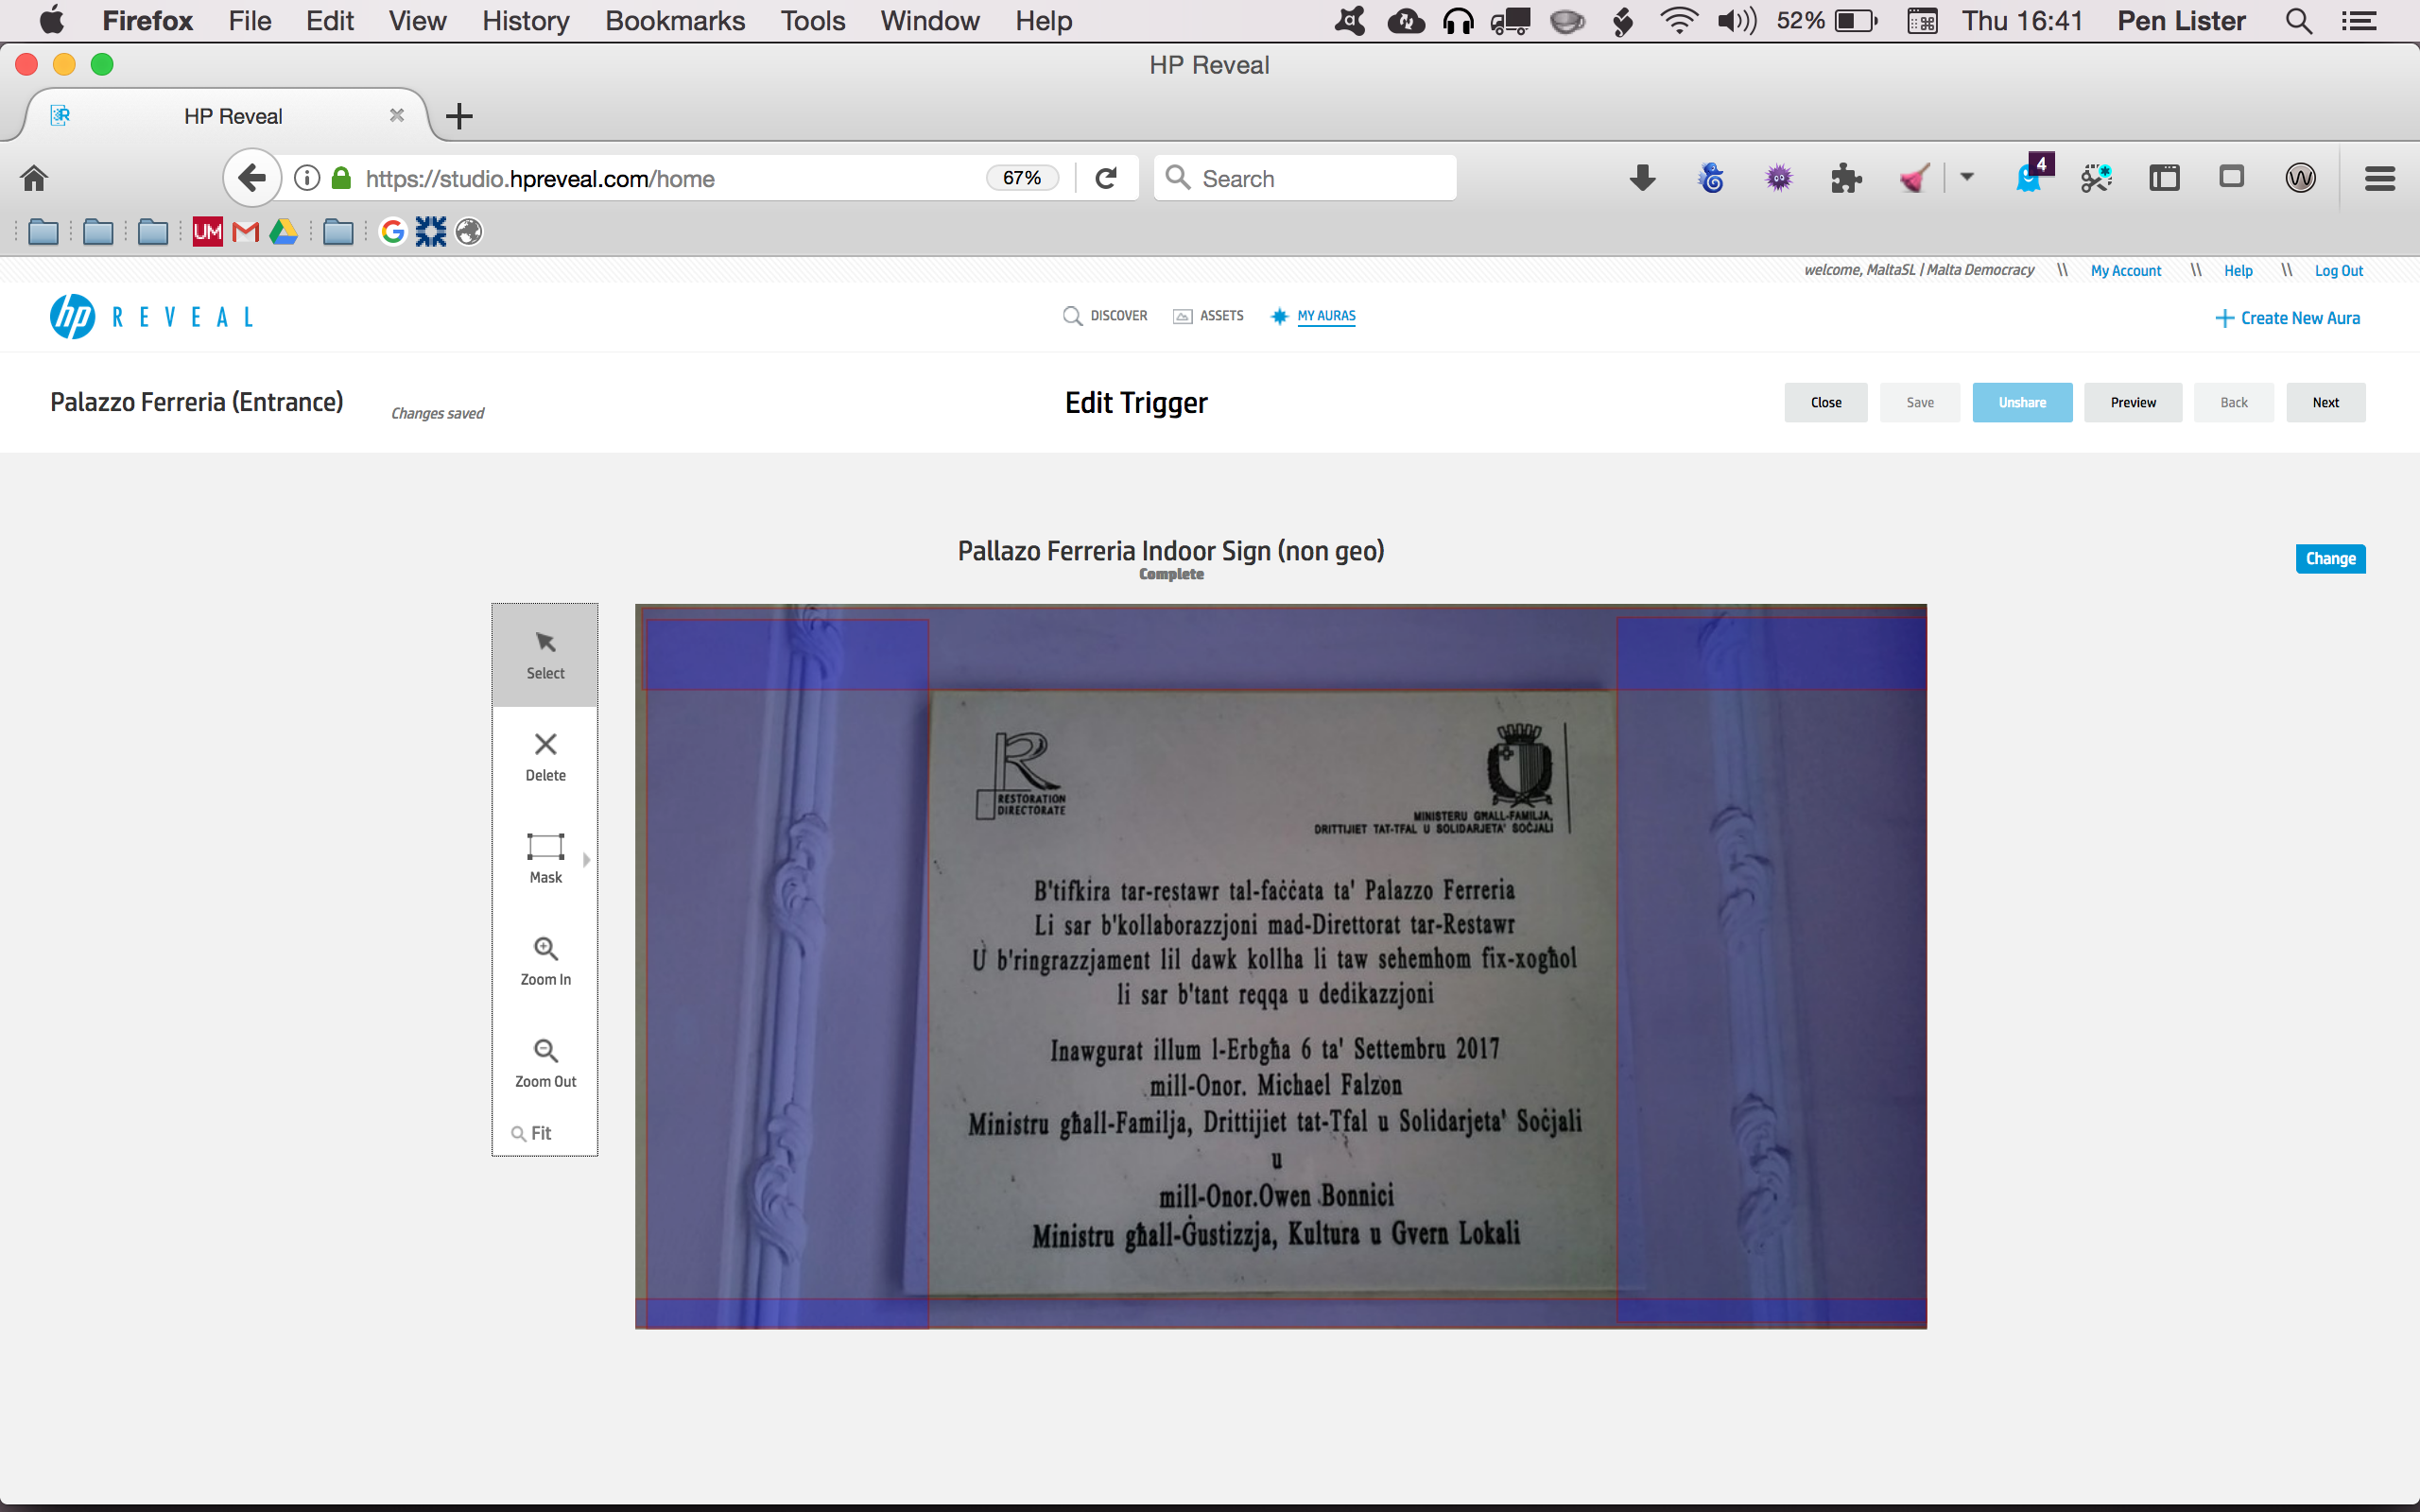 Firefox File Edit View History Bookmarks Tools Window Help 52% Thu 16:41 Pen Lister
HP Reveal
HP Reveal
https://studio.hpreveal.com/home 67% Search 4
UM
welcome, MaltaSL | Malta Democracy \\ My Account \\ Help \\ Log Out
hp REVEAL DISCOVER ASSETS MY AURAS Create New Aura
Palazzo Ferreria (Entrance) Changes saved Edit Trigger Close Save Unshare Preview Back Next
Pallazo Ferreria Indoor Sign (non geo)
Complete
Change
Select
Delete
Mask
Zoom In
Zoom Out
Fit
R
RESTORATION
DIRECTORATE
MINISTERU GĦALL-FAMILJA,
DRITTIJIET TAT-TFAL U SOLIDARJETA' SOĊJALI
B'tifkira tar-restawr tal-faċċata ta' Palazzo Ferreria
Li sar b'kollaborazzjoni mad-Direttorat tar-Restawr
U b'ringrazzjament lil dawk kollha li taw sehemhom fix-xogħol
li sar b'tant reqqa u dedikazzjoni
Inawgurat illum l-Erbgħa 6 ta' Settembru 2017
mill-Onor. Michael Falzon
Ministru għall-Familja, Drittijiet tat-Tfal u Solidarjeta' Soċjali
u
mill-Onor.Owen Bonnici
Ministru għall-Ġustizzja, Kultura u Gvern Lokali